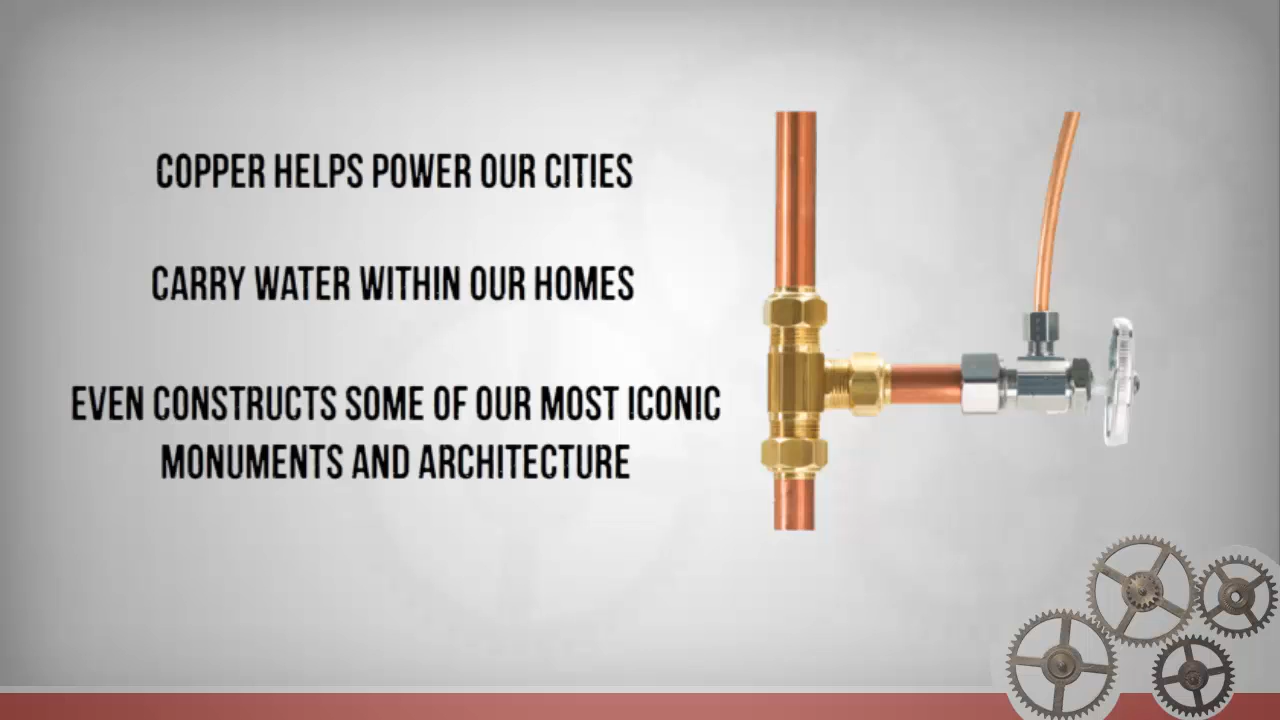 COPPER HELPS POWER OUR CITIES
CARRY WATER WITHIN OUR HOMES
EVEN CONSTRUCTS SOME OF OUR MOST ICONIC
MONUMENTS AND ARCHITECTURE